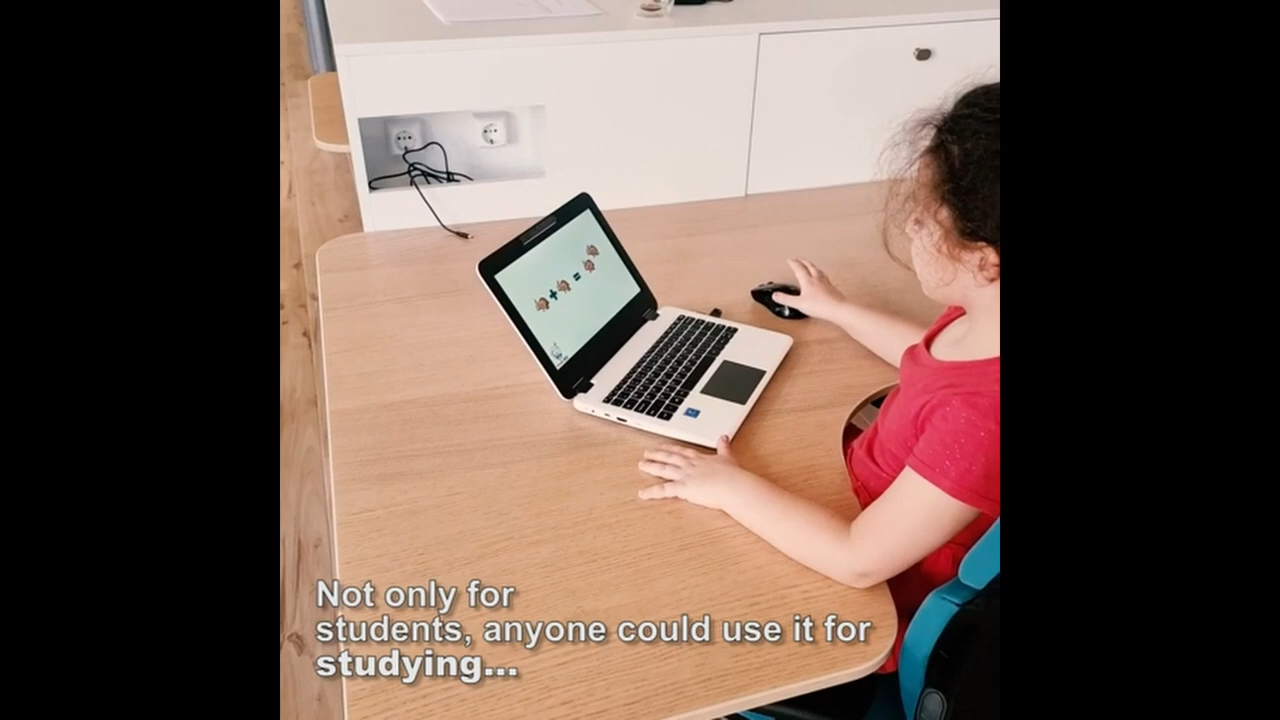 Not only for
students, anyone could use it for
studying...